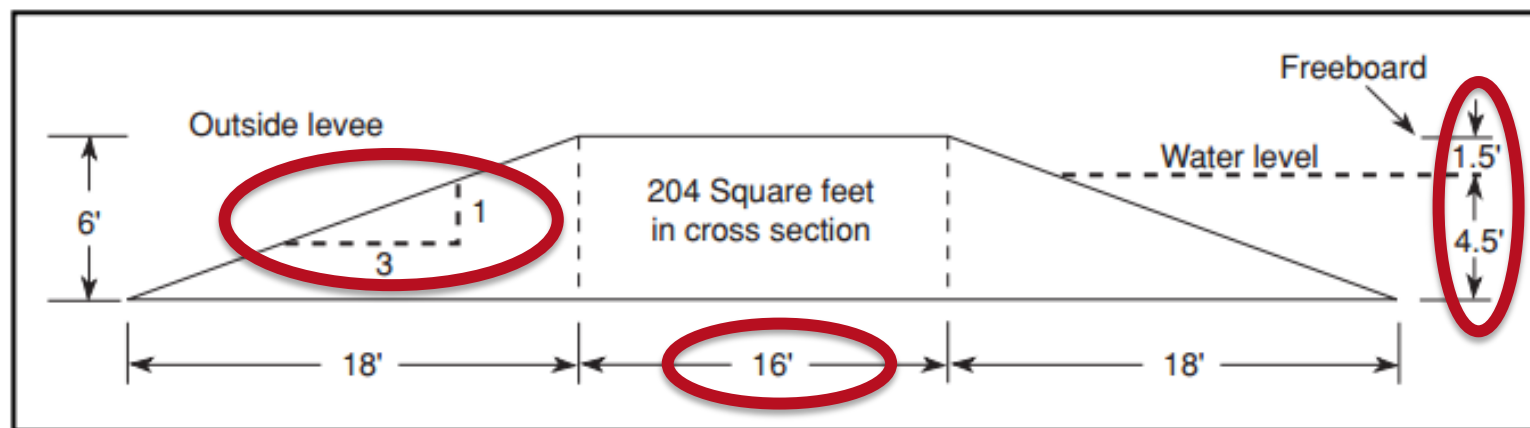 Freeboard
Outside levee
1.5'
Water level
204 Square feet
in cross section
6'
1
4.5'
3
18'
16'
18'